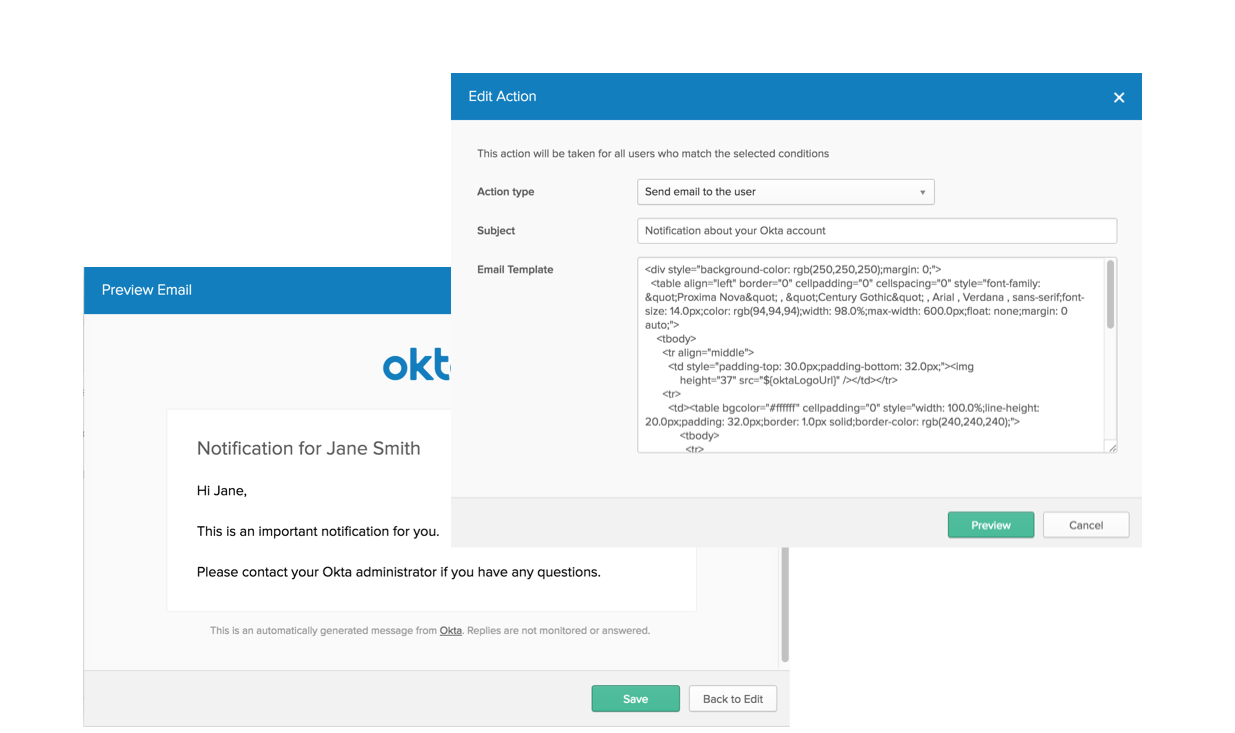 Edit Action
This action will be taken for all users who match the selected conditions
Action type
Send email to the user
Subject
Notification about your Okta account
Email Template
<div style="background-color: rgb(250,250,250);margin: 0;">
<table align="left" border="0" cellpadding="0" cellspacing="0" style="font-family:
&quot;Proxima Nova&quot; , &quot;Century Gothic&quot; , Arial , Verdana , sans-serif;font-
size: 14.0px;color: rgb(94,94,94);width: 98.0%;max-width: 600.0px;float: none;margin: 0
auto;">
<tbody>
<tr align="middle">
<td style="padding-top: 30.0px;padding-bottom: 32.0px;"><img
height="37" src="${oktaLogoUrl}" /></td></tr>
<tr>
<td><table bgcolor="#ffffff" cellpadding="0" style="width: 100.0%;line-height:
20.0px;padding: 32.0px;border: 1.0px solid;border-color: rgb(240,240,240);">
<tbody>
<tr>
Preview
Cancel
Preview Email
okt
Notification for Jane Smith
Hi Jane,
This is an important notification for you.
Please contact your Okta administrator if you have any questions.
This is an automatically generated message from Okta. Replies are not monitored or answered.
Save
Back to Edit